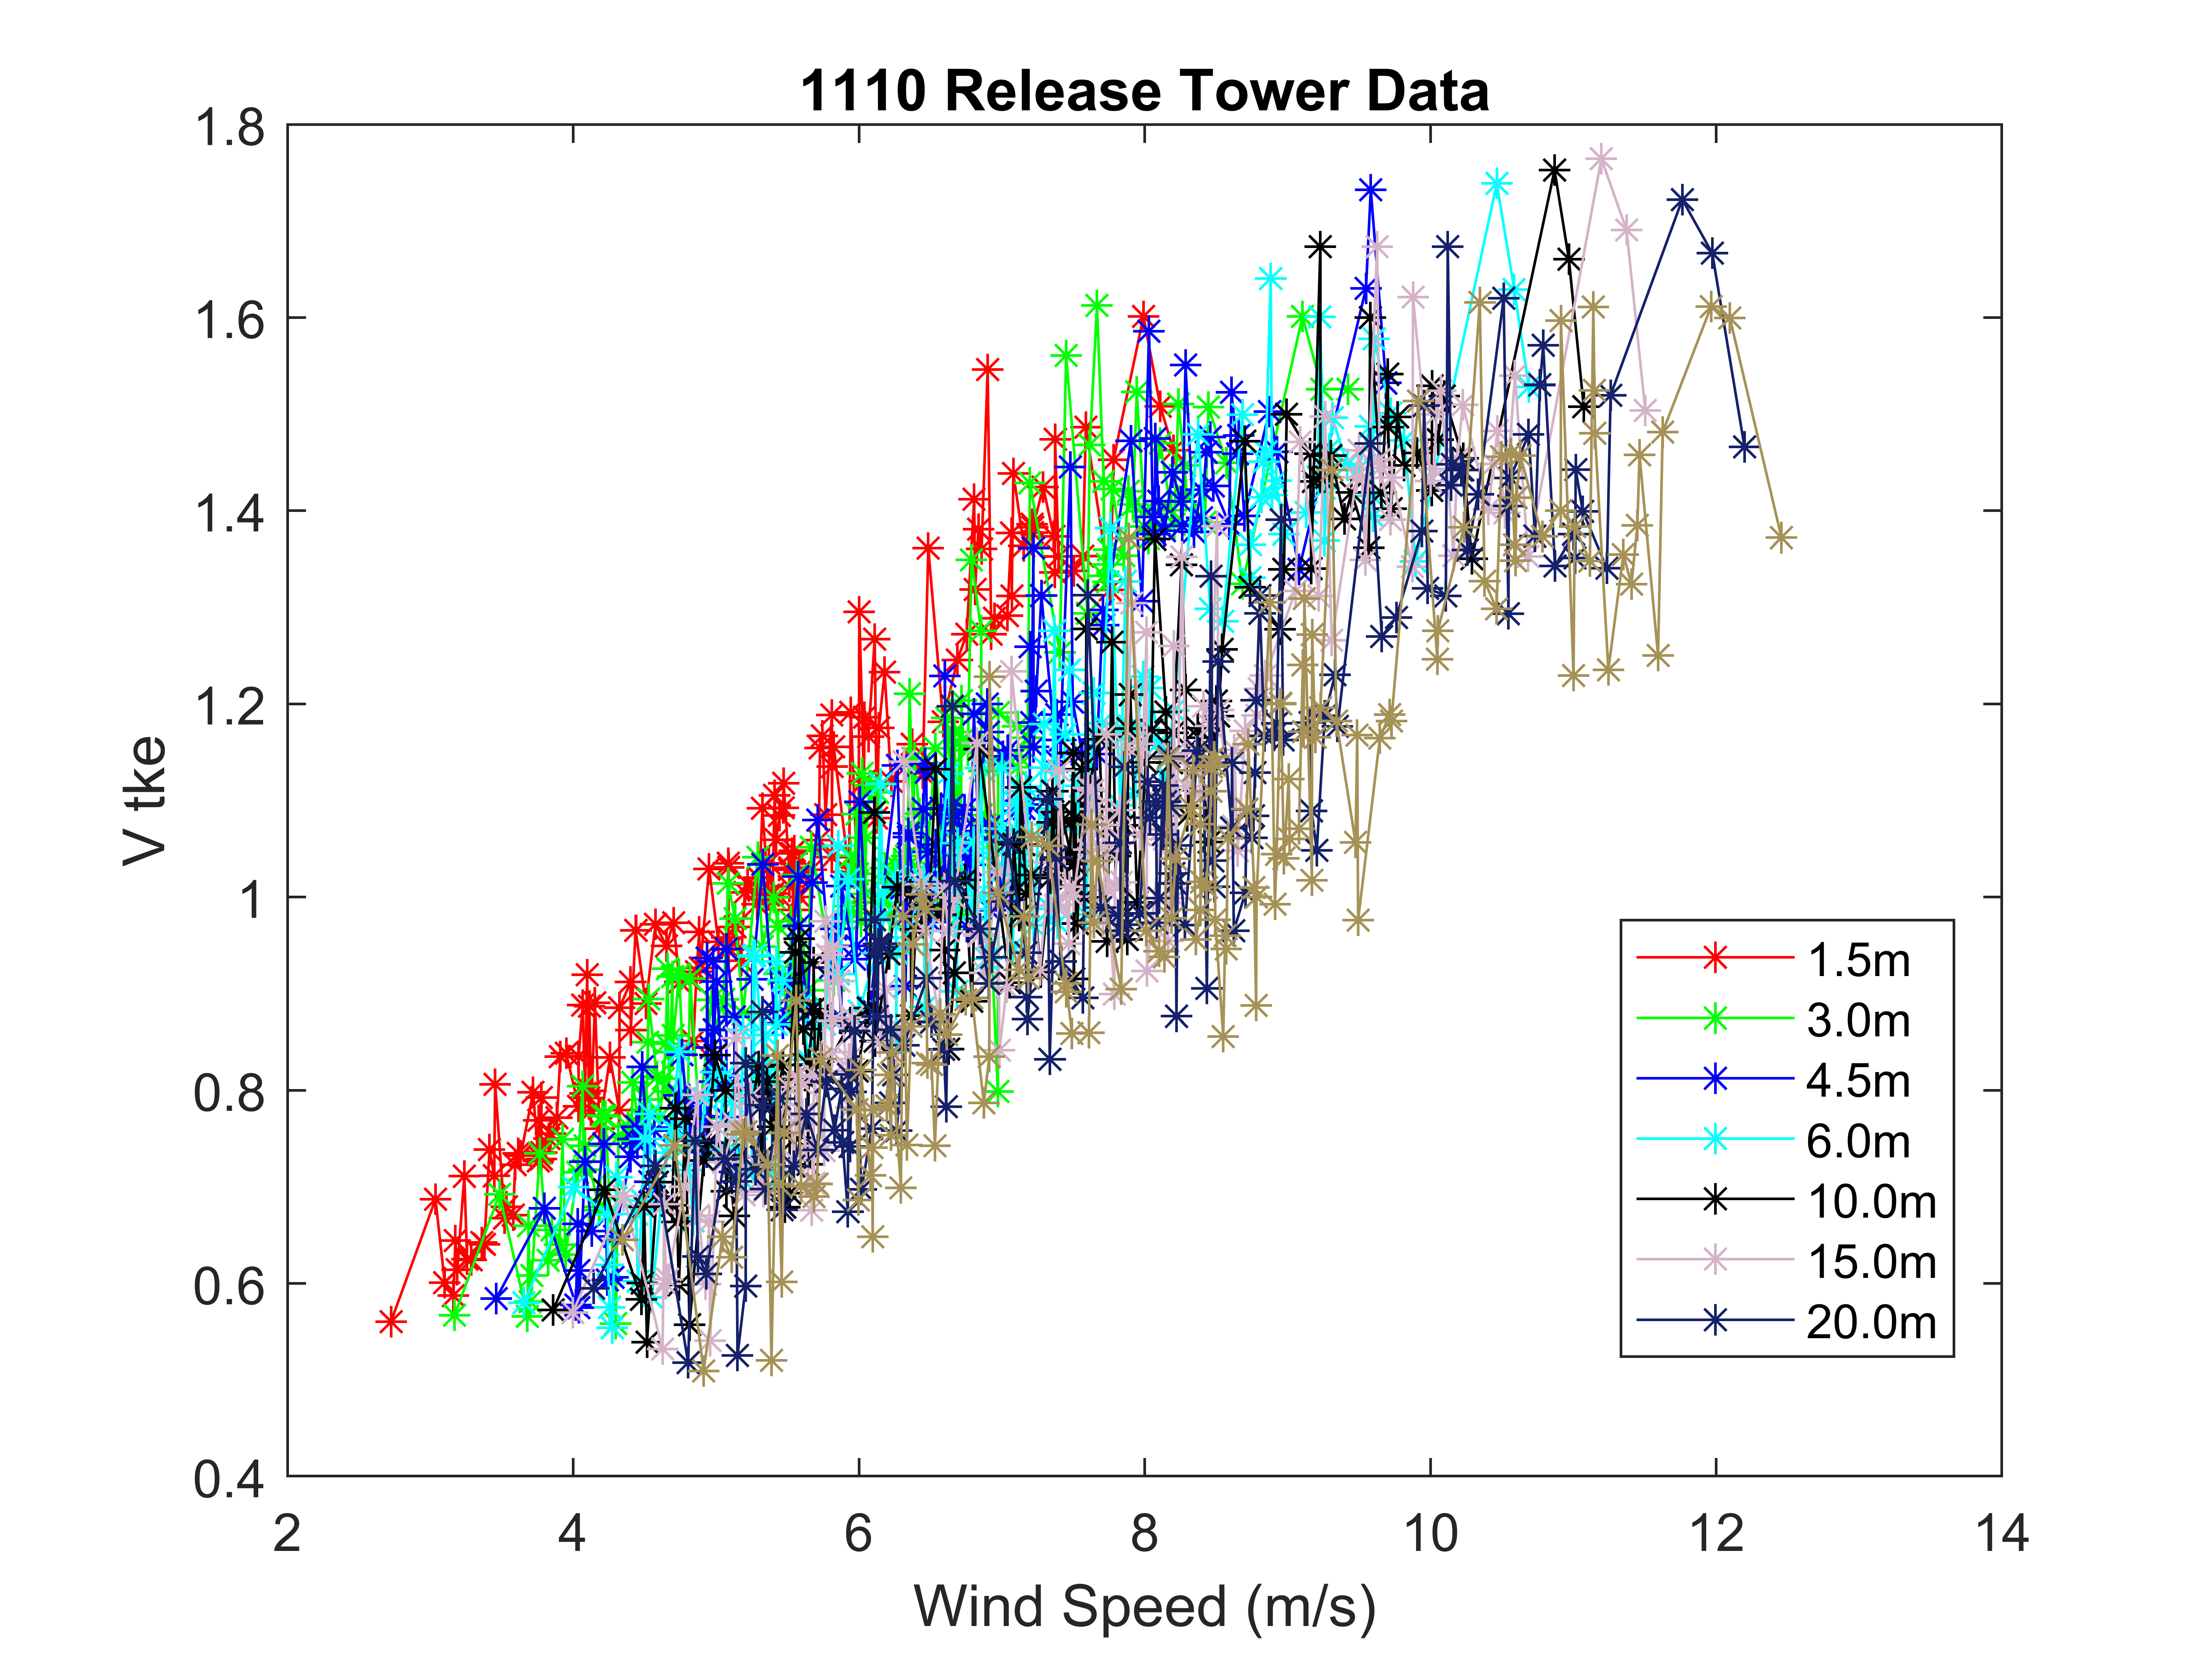 1110 Release Tower Data
1.8
1.6
1.4
1.2
1
0.8
0.6
0.4
V tke
2 4 6 8 10 12 14
Wind Speed (m/s)
1.5m
3.0m
4.5m
6.0m
10.0m
15.0m
20.0m